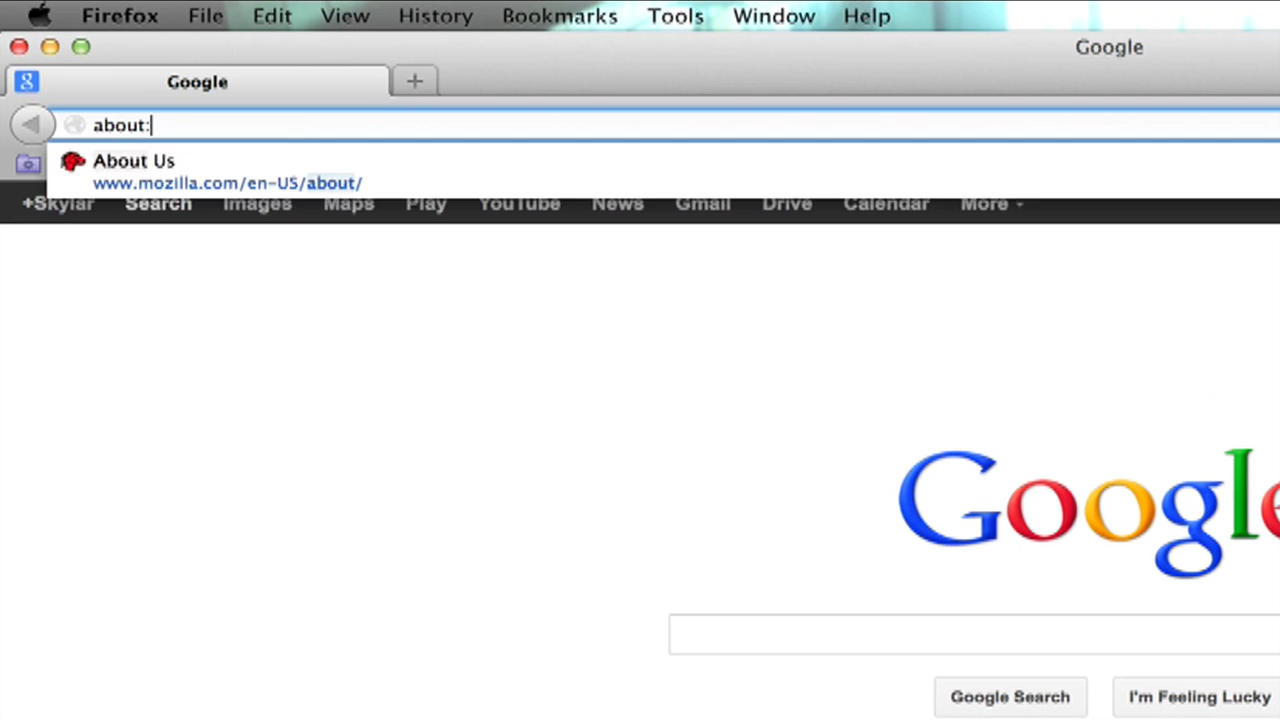 Firefox File Edit View History Bookmarks Tools Window Help
Google
Google
about:
About Us
www.mozilla.com/en-US/about/
+Skylar Search Images Maps Play YouTube News Gmail Drive Calendar More
Google
Google Search I'm Feeling Lucky